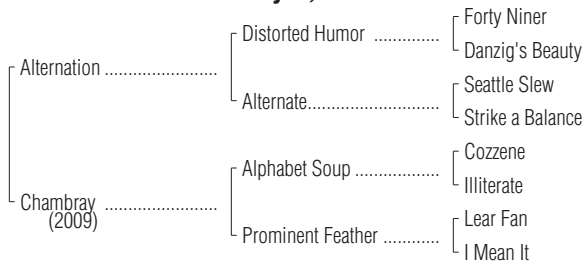 Distorted Humor ..............
Forty Niner
Danzig's Beauty
Alternation ........................
Alternate............................
Seattle Slew
Strike a Balance
Alphabet Soup ..................
Cozzene
Illiterate
Chambray ........................
(2009)
Prominent Feather ............
Lear Fan
I Mean It